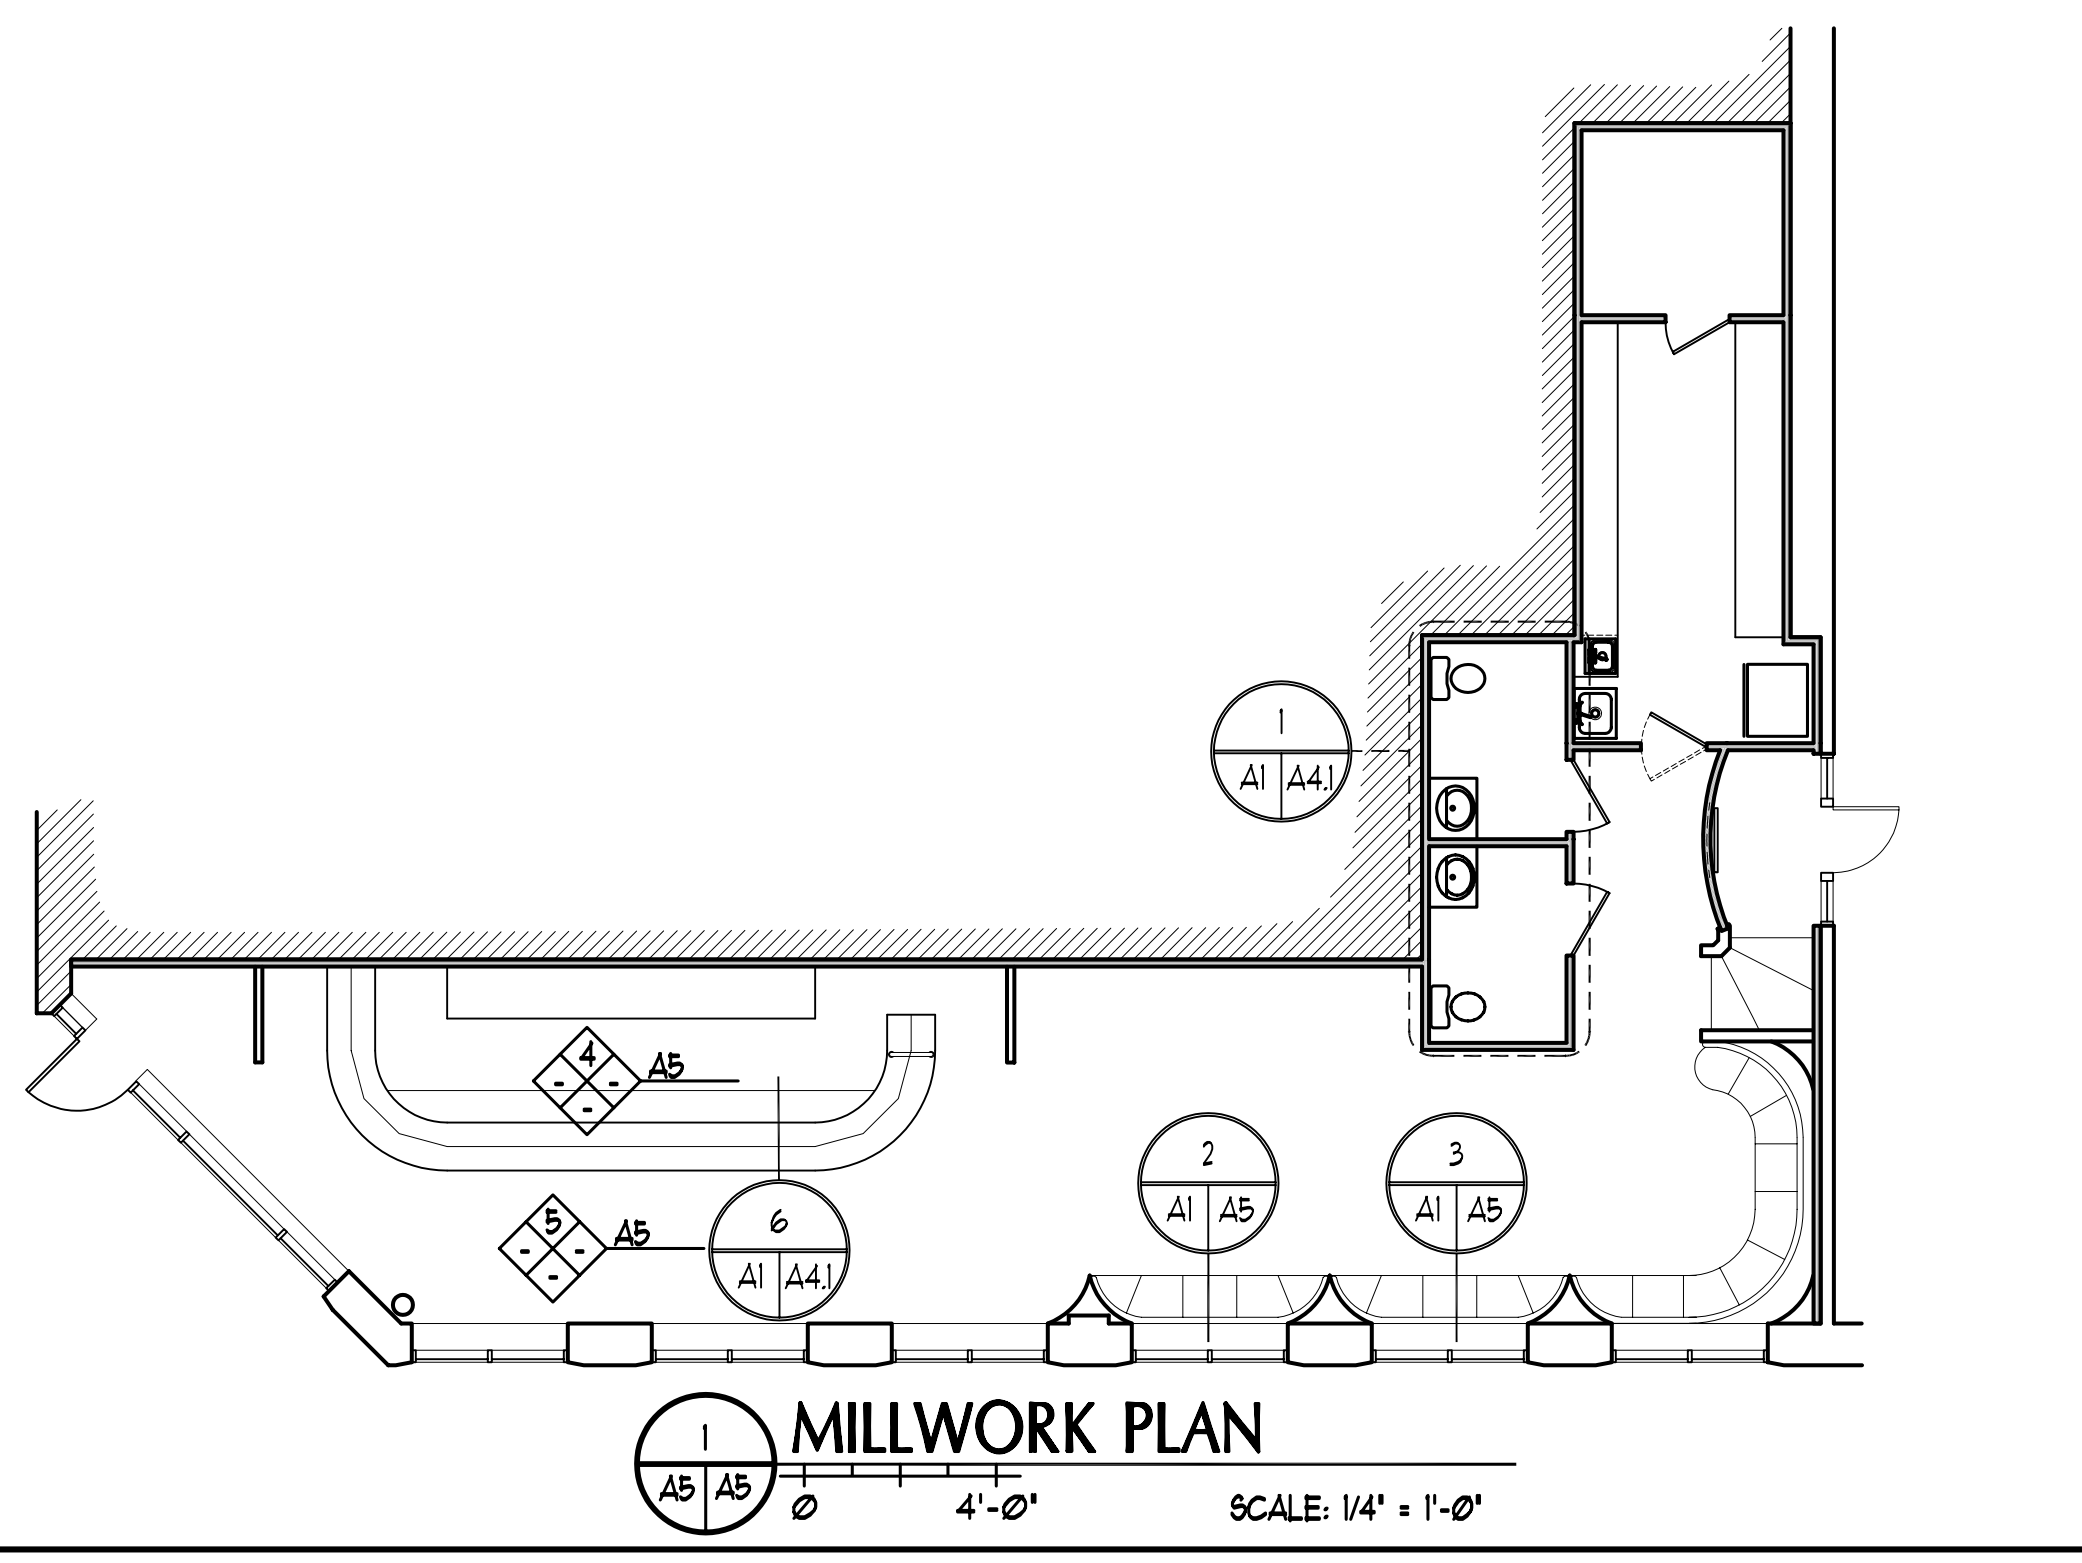 1
A1 A4.1
4
- -
-
A5
5
- -
-
A5
6
A1 A4.1
2
A1 A5
3
A1 A5
1
A5 A5
MILLWORK PLAN
Ø 4'-Ø"
SCALE: 1/4" = 1'-Ø"